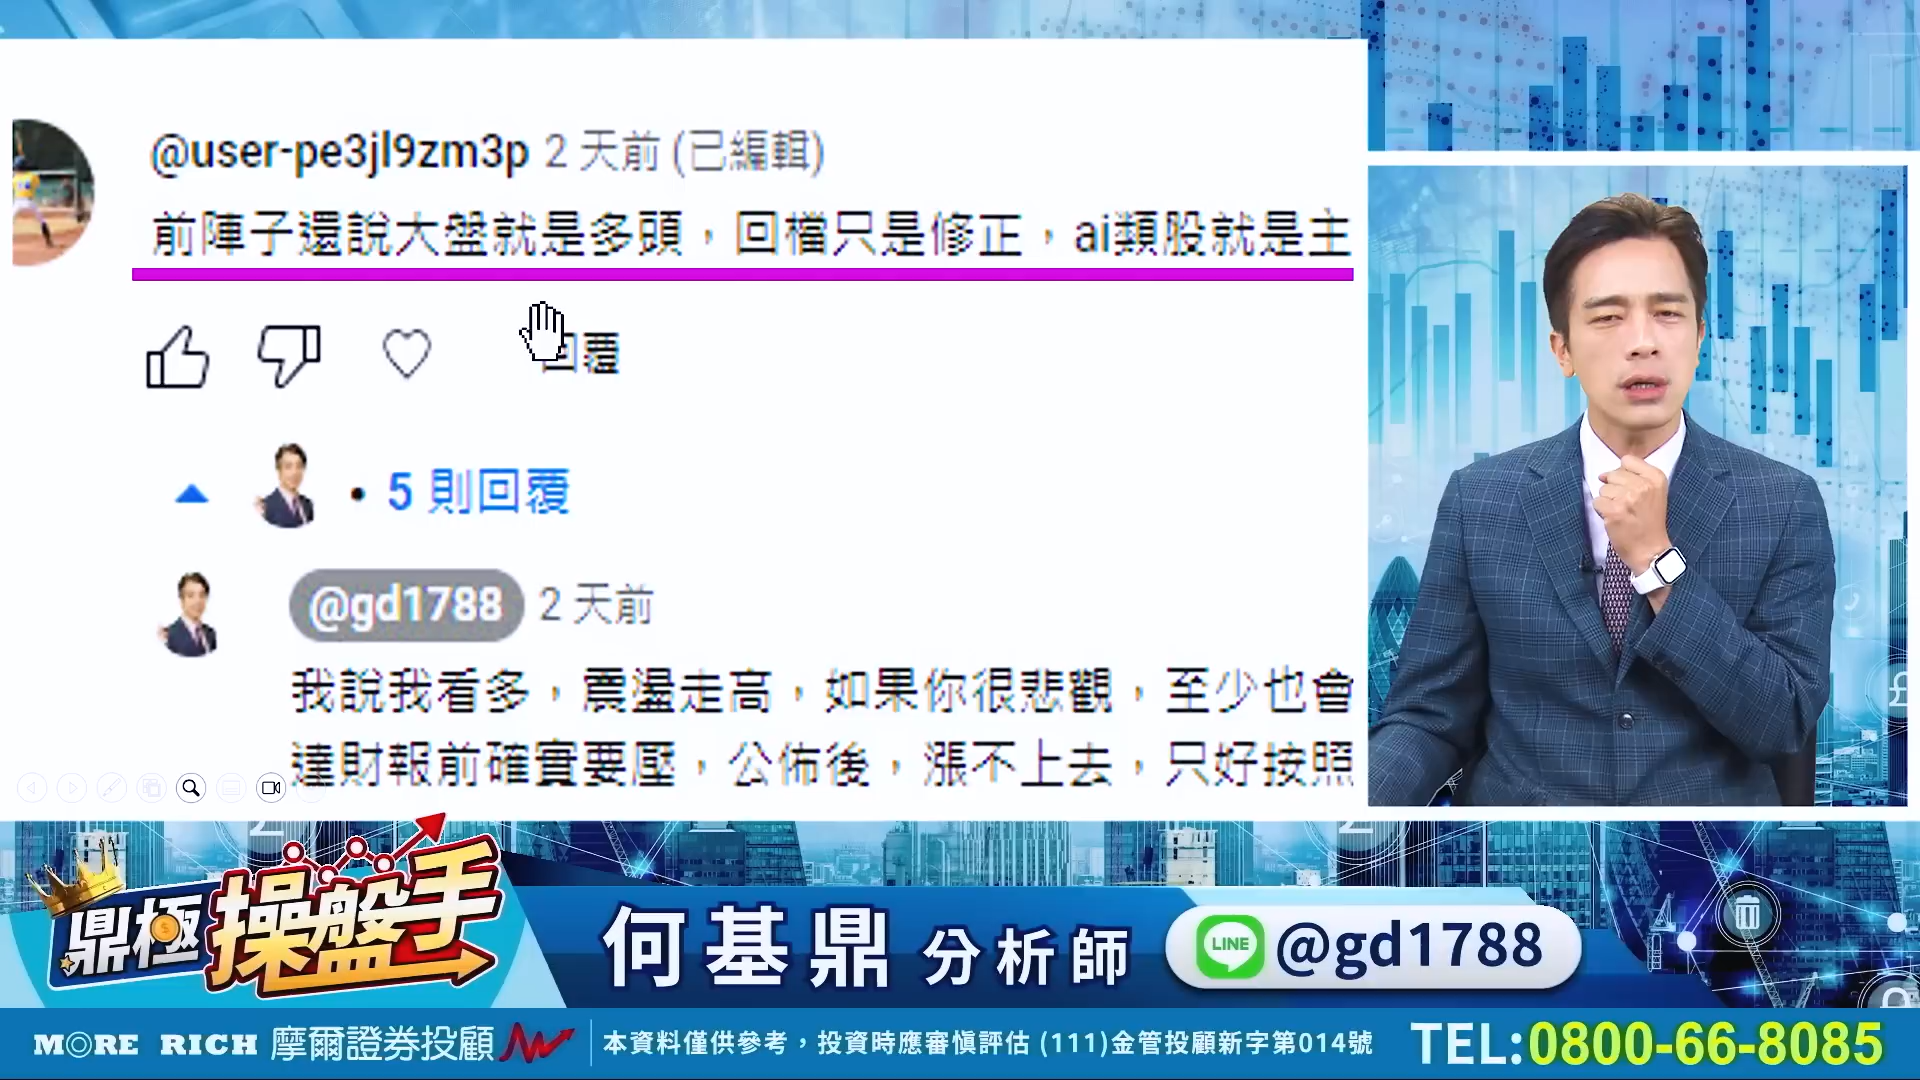 @user-pe3jl9zm3p 2 天前 (已編輯)
前陣子還說大盤就是多頭，回檔只是修正，ai類股就是主
回覆
5 則回覆
@gd1788 2 天前
我說我看多，震盪走高，如果你很悲觀，至少也會
達財報前確實要壓，公佈後，漲不上去，只好按照
鼎極操盤手
何基鼎 分析師
LINE @gd1788
MORE RICH 摩爾證券投顧
本資料僅供參考，投資時應審慎評估 (111)金管投顧新字第014號
TEL:0800-66-8085